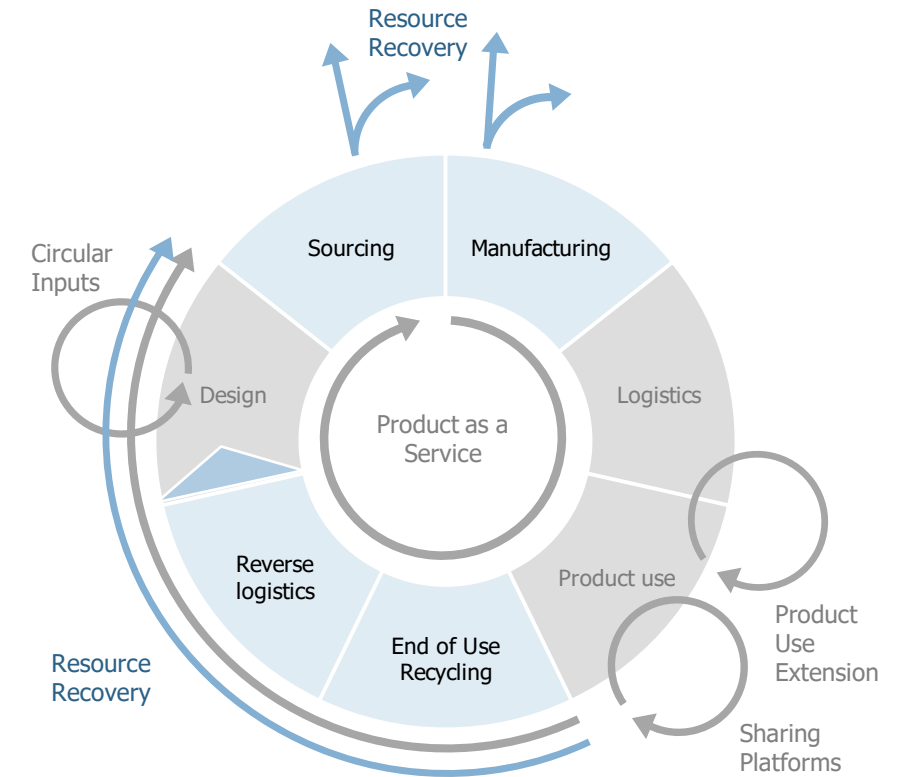 Resource
Recovery
Sourcing
Manufacturing
Circular
Inputs
Design
Logistics
Product as a
Service
Reverse
logistics
Product use
End of Use
Recycling
Product
Use
Extension
Resource
Recovery
Sharing
Platforms